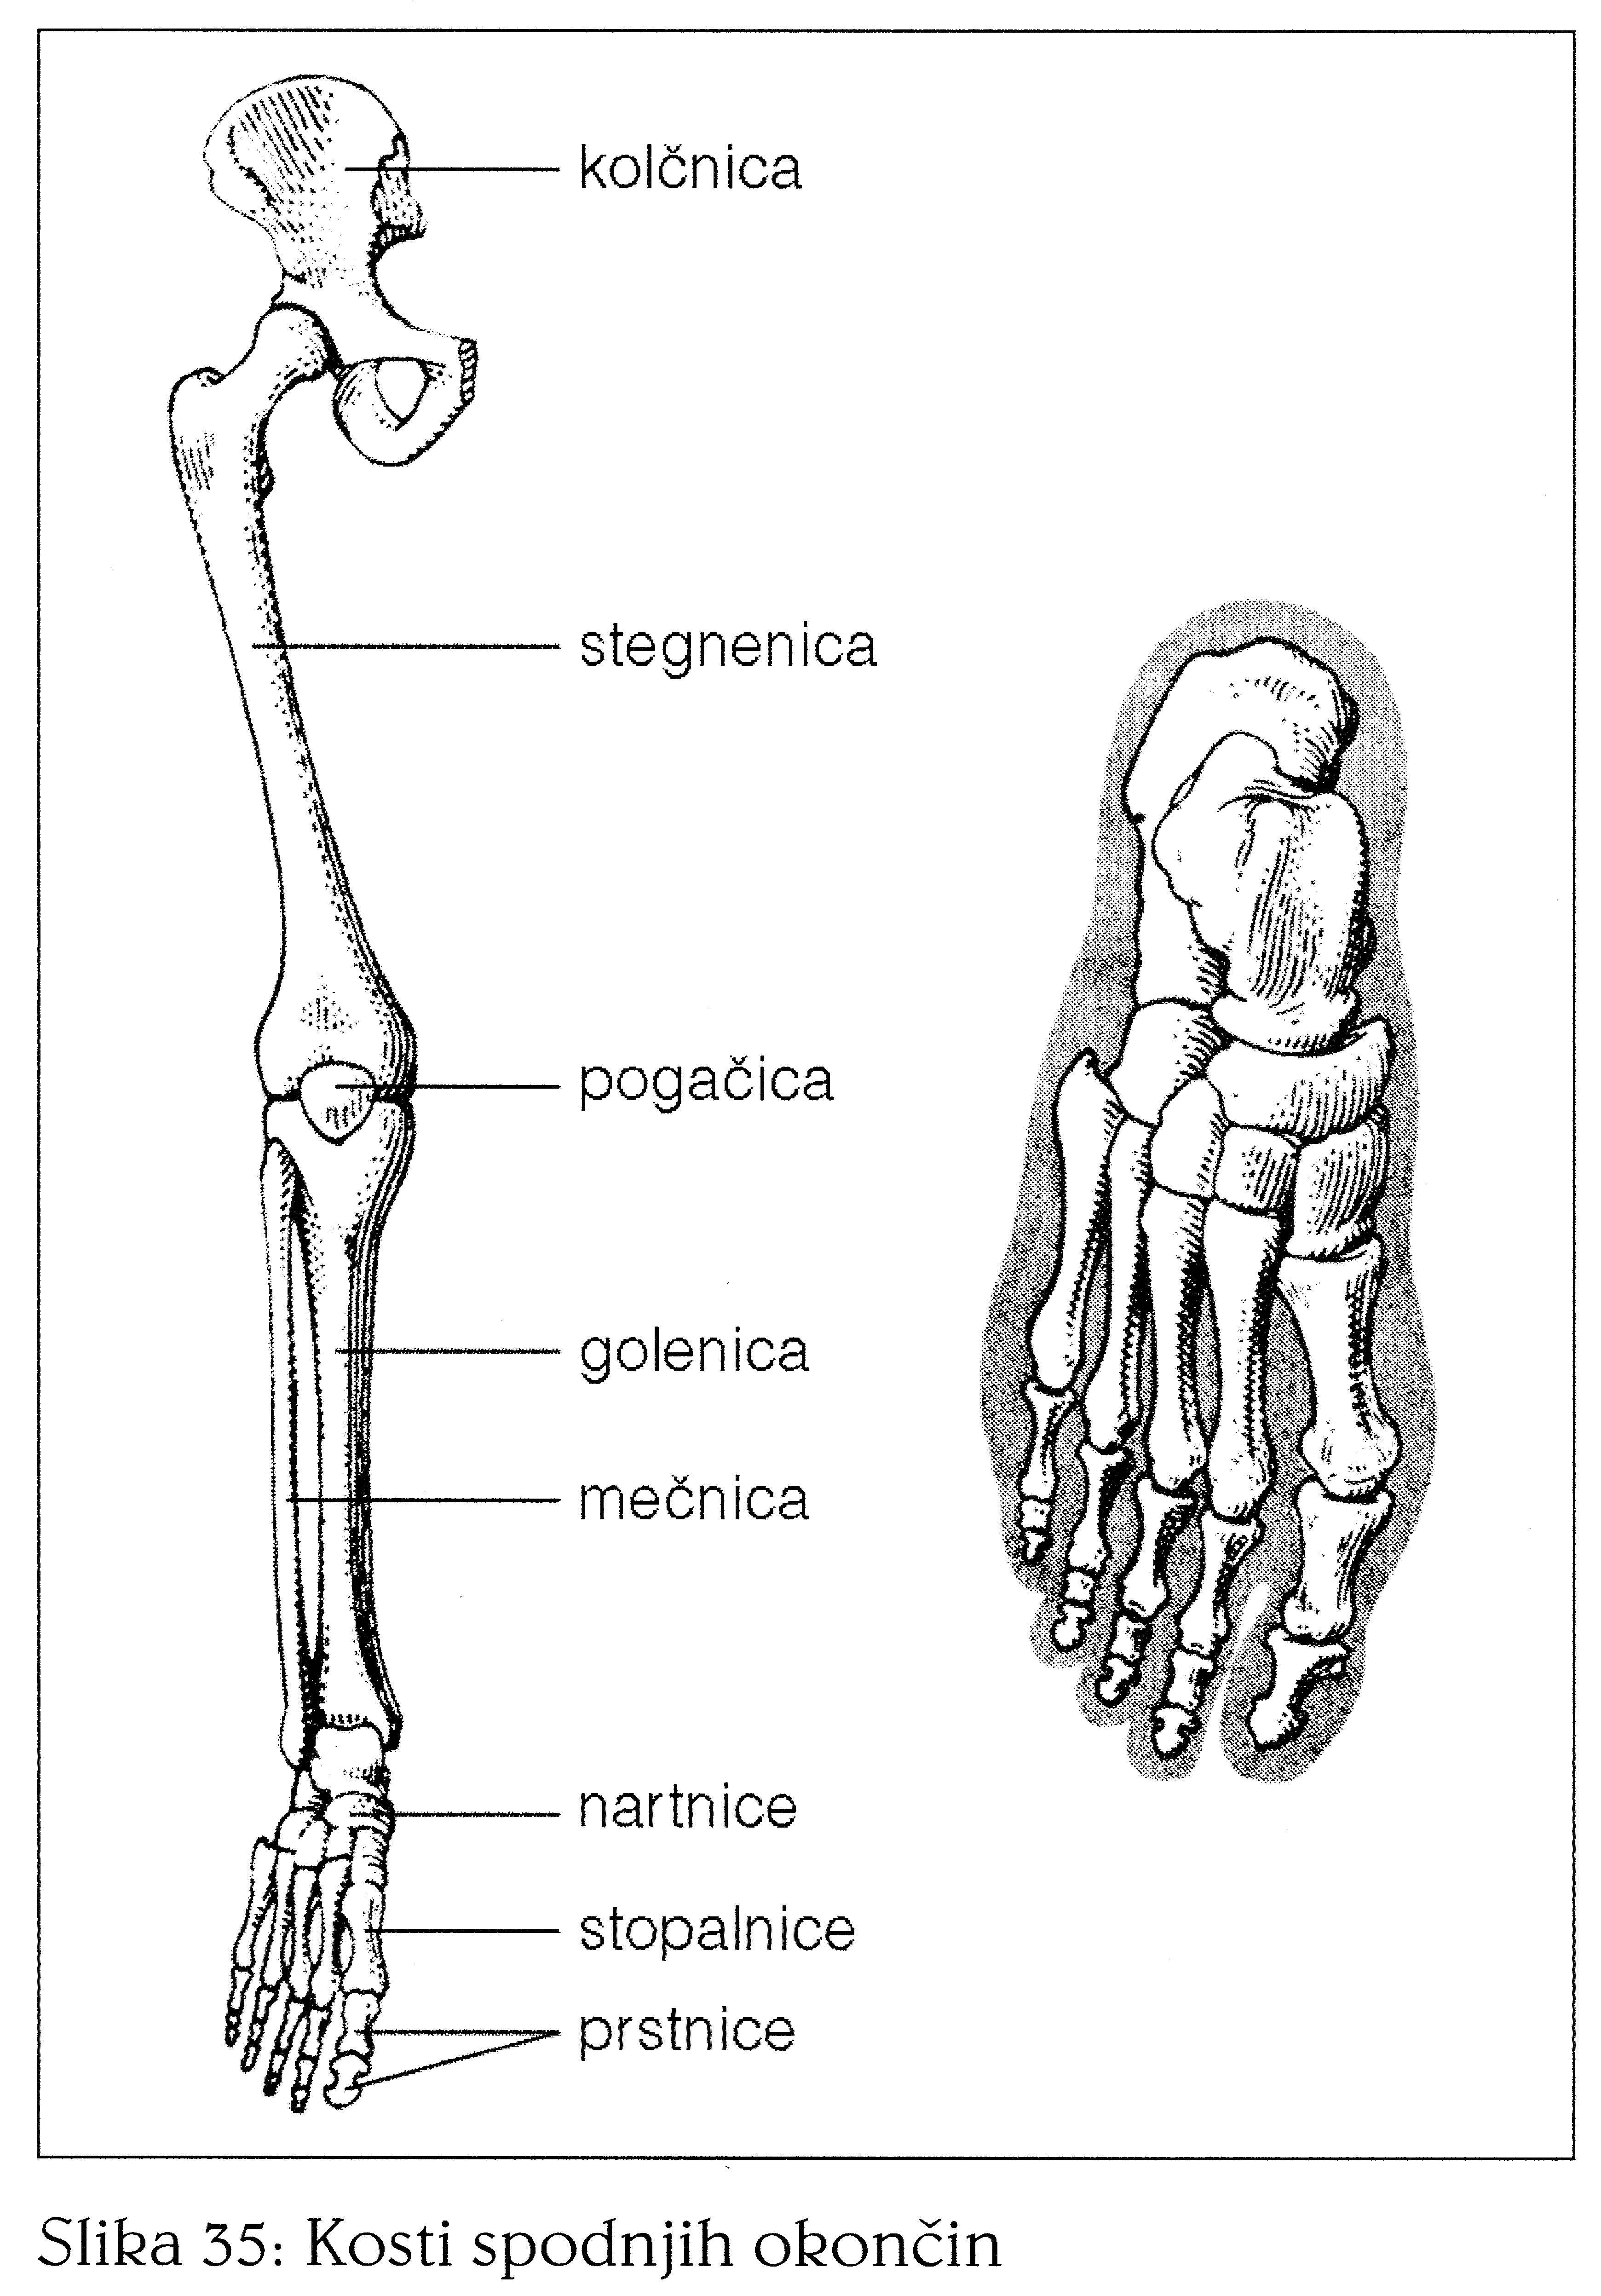 kolčnica
stegnenica
pogačica
golenica
mečnica
nartnice
stopalnice
prstnice
Slika 35: Kosti spodnjih okončin